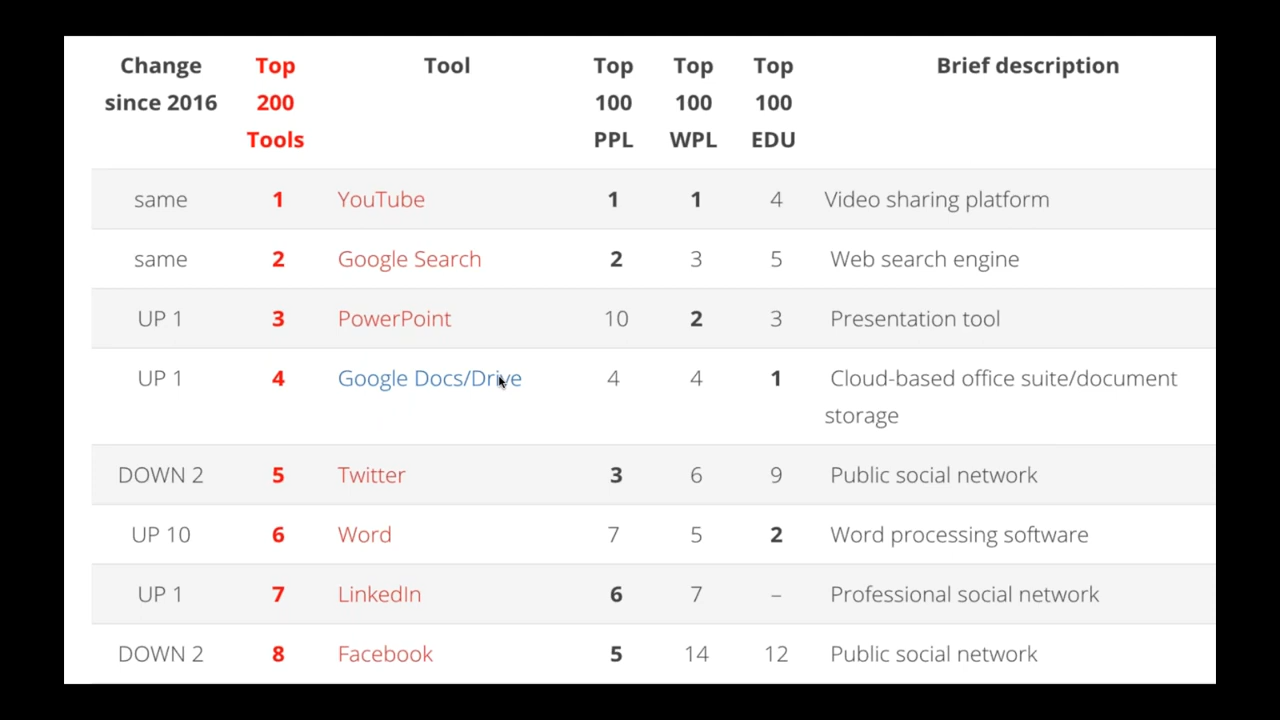 Change since 2016 Top 200 Tools Tool Top 100 PPL Top 100 WPL Top 100 EDU Brief description
same 1 YouTube 1 1 4 Video sharing platform
same 2 Google Search 2 3 5 Web search engine
UP 1 3 PowerPoint 10 2 3 Presentation tool
UP 1 4 Google Docs/Drive 4 4 1 Cloud-based office suite/document
storage
DOWN 2 5 Twitter 3 6 9 Public social network
UP 10 6 Word 7 5 2 Word processing software
UP 1 7 LinkedIn 6 7 – Professional social network
DOWN 2 8 Facebook 5 14 12 Public social network